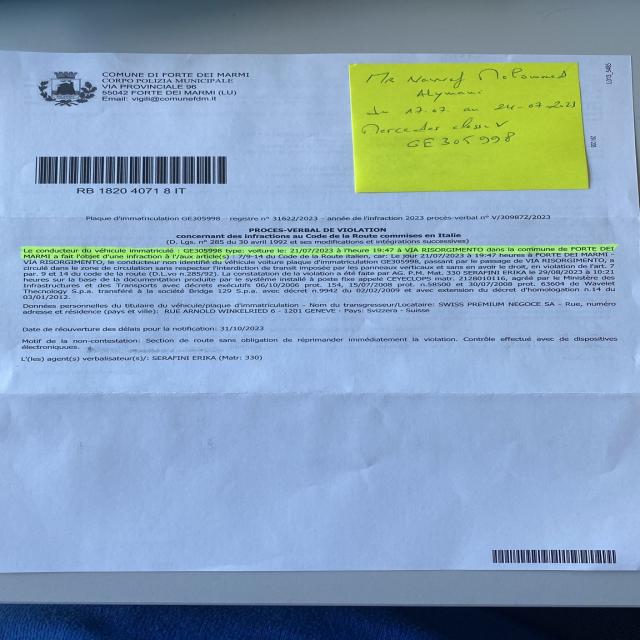 COMUNE DI FORTE DEI MARMI
CORPO POLIZIA MUNICIPALE
VIA PROVINCIALE 96
55042 FORTE DEI MARMI (LU)
Email: vigili@comunefdm.it
RB 1820 4071 8 IT
Mr
Mohammed
du 17.07 au 24-07-2023
Mercedes class V
GE 305 998
Plaque d'immatriculation GE305998 - registre n° 31622/2023 - année de l'infraction 2023 procès-verbal n° V/309872/2023
PROCES-VERBAL DE VIOLATION
concernant des infractions au Code de la Route commises en Italie
(D. Lgs. n° 285 du 30 avril 1992 et ses modifications et intégrations successives)
Le conducteur du véhicule immatriculé : GE305998 type: voiture le: 21/07/2023 à l'heure 19:47 à VIA RISORGIMENTO dans la commune de FORTE DEI
MARMI a fait l'objet d'une infraction à l'/aux article(s) : 7/9-14 du Code de la Route italien, car: Le jour 21/07/2023 à 19:47 heures à FORTE DEI MARMI -
VIA RISORGIMENTO, le conducteur non identifié du véhicule voiture plaque d'immatriculation GE305998, passant par le passage de VIA RISORGIMENTO, a
circulé dans la zone de circulation sans respecter l'interdiction de transit imposée par les panneaux verticaux et sans en avoir le droit, en violation de l'art. 7
par. 9 et 14 du code de la route (D.L.vo n.285/92). La constatation de la violation a été faite par AG. P.M. Mat. 330 SERAFINI ERIKA le 29/08/2023 à 10:21
heures sur la base de la documentation produite par le système installé à poste fixe appelé CEYECLOPS matr. 2128010116, agréé par le Ministère des
Infrastructures et des Transports avec décrets exécutifs 06/10/2006 prot. 154, 15/07/2008 prot. n.58500 et 30/07/2008 prot. 63604 de Wavelet
Thecnology S.p.a. transféré à la société Bridge 129 S.p.a. avec décret n.9942 du 02/02/2009 et avec extension du décret d'homologation n.14 du
03/01/2012.
Données personnelles du titulaire du véhicule/plaque d'immatriculation - Nom du transgresseur/Locataire: SWISS PREMIUM NEGOCE SA - Rue, numéro
adresse et résidence (pays et ville): RUE ARNOLD WINKELRIED 6 - 1201 GENEVE - Pays: Svizzera - Suisse
Date de réouverture des délais pour la notification: 31/10/2023
Motif de la non-contestation: Section de route sans obligation de réprimander immédiatement la violation. Contrôle effectué avec de dispositives
électroniques.
L'(les) agent(s) verbalisateur(s)/: SERAFINI ERIKA (Matr: 330)